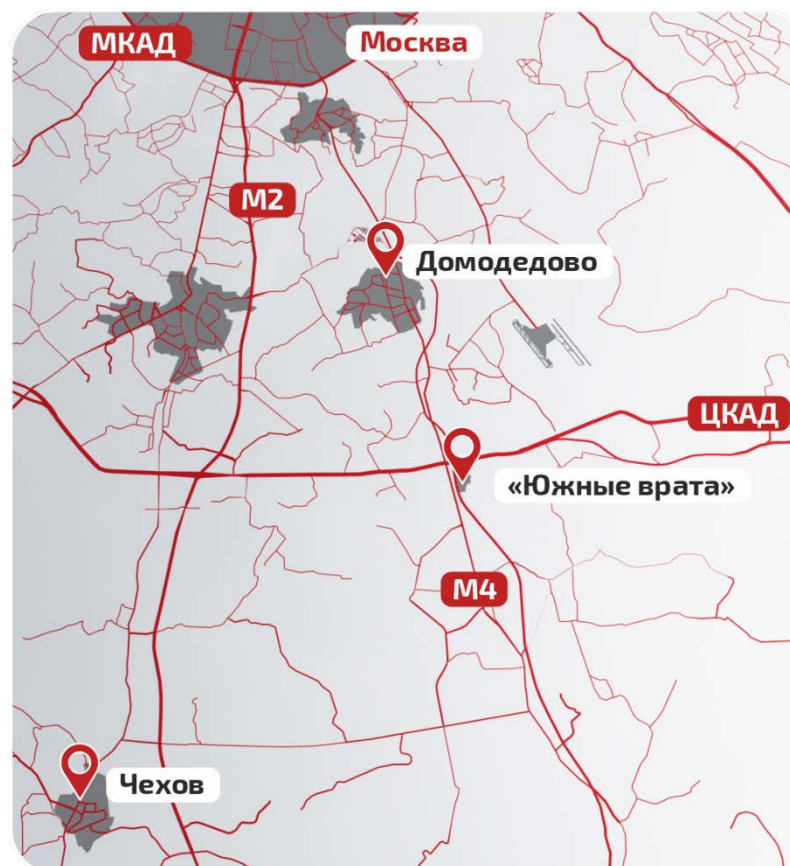 МКАД
Москва
М2
Домодедово
ЦКАД
«Южные врата»
М4
Чехов